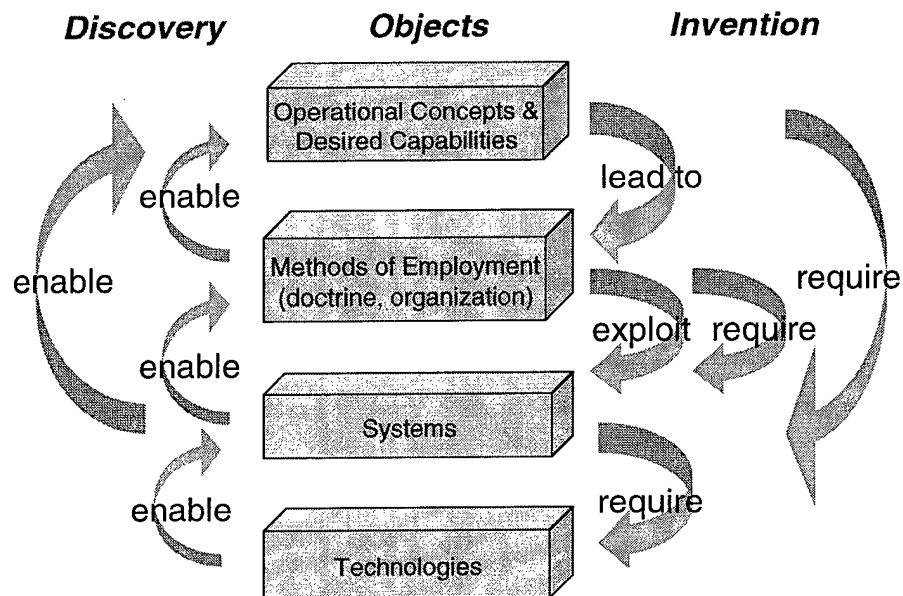 Discovery Objects Invention
Operational Concepts &
Desired Capabilities
enable
lead to
Methods of Employment
(doctrine, organization)
enable
require
exploit require
enable
Systems
enable
require
Technologies